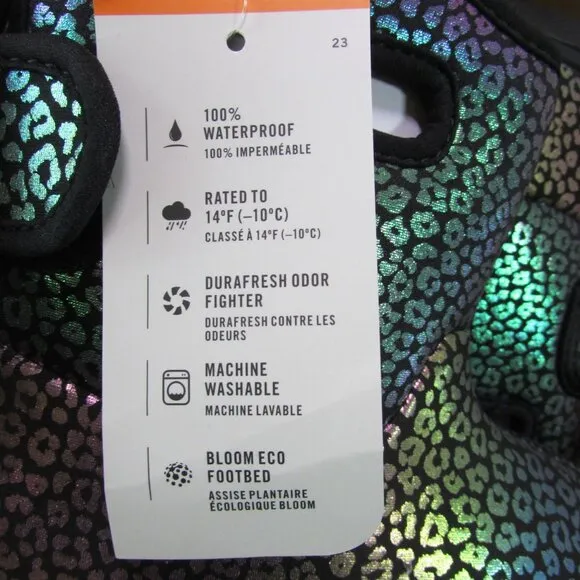 23
100%
WATERPROOF
100% IMPERMÉABLE
RATED TO
14°F (–10°C)
CLASSÉ À 14°F (–10°C)
DURAFRESH ODOR
FIGHTER
DURAFRESH CONTRE LES
ODEURS
MACHINE
WASHABLE
MACHINE LAVABLE
BLOOM ECO
FOOTBED
ASSISE PLANTAIRE
ÉCOLOGIQUE BLOOM